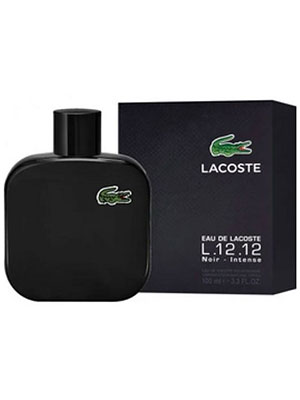 LACOSTE
EAU DE LACOSTE
L.12.12
Noir - Intense
100 ml e 3.3 FL. OZ.